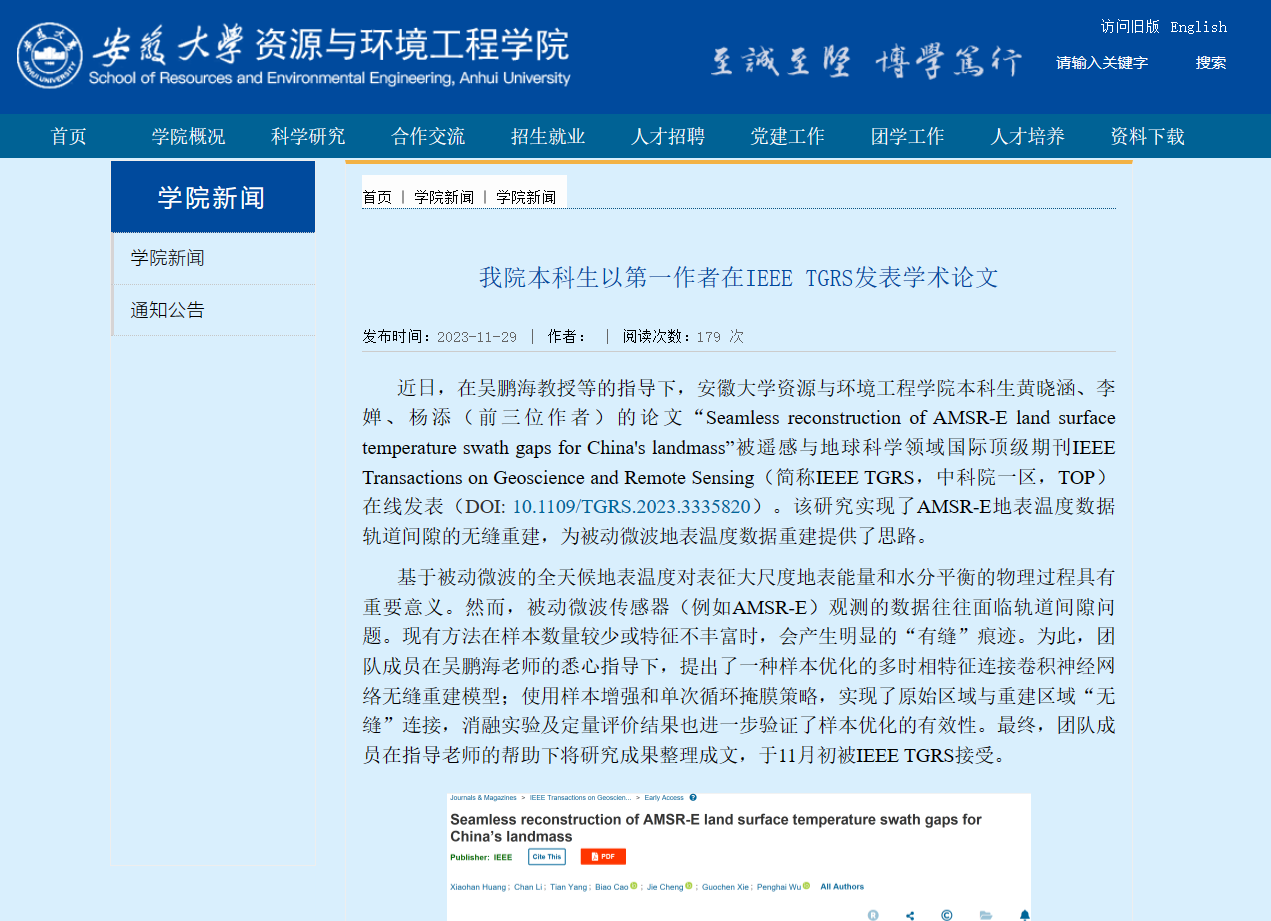 访问旧版 English
安徽大学 资源与环境工程学院
School of Resources and Environmental Engineering, Anhui University
至誠至堅 博學篤行
请输入关键字 搜索
首页 学院概况 科学研究 合作交流 招生就业 人才招聘 党建工作 团学工作 人才培养 资料下载
学院新闻
学院新闻
通知公告
首页 | 学院新闻 | 学院新闻
我院本科生以第一作者在IEEE TGRS发表学术论文
发布时间：2023-11-29 | 作者： | 阅读次数：179 次
近日，在吴鹏海教授等的指导下，安徽大学资源与环境工程学院本科生黄晓涵、李
婵、杨添（前三位作者）的论文“Seamless reconstruction of AMSR-E land surface
temperature swath gaps for China's landmass”被遥感与地球科学领域国际顶级期刊IEEE
Transactions on Geoscience and Remote Sensing（简称IEEE TGRS，中科院一区，TOP）
在线发表（DOI: 10.1109/TGRS.2023.3335820）。该研究实现了AMSR-E地表温度数据
轨道间隙的无缝重建，为被动微波地表温度数据重建提供了思路。
基于被动微波的全天候地表温度对表征大尺度地表能量和水分平衡的物理过程具有
重要意义。然而，被动微波传感器（例如AMSR-E）观测的数据往往面临轨道间隙问
题。现有方法在样本数量较少或特征不丰富时，会产生明显的“有缝”痕迹。为此，团
队成员在吴鹏海老师的悉心指导下，提出了一种样本优化的多时相特征连接卷积神经网
络无缝重建模型；使用样本增强和单次循环掩膜策略，实现了原始区域与重建区域“无
缝”连接，消融实验及定量评价结果也进一步验证了样本优化的有效性。最终，团队成
员在指导老师的帮助下将研究成果整理成文，于11月初被IEEE TGRS接受。
Journals & Magazines > IEEE Transactions on Geoscien... > Early Access
Seamless reconstruction of AMSR-E land surface temperature swath gaps for
China’s landmass
Publisher: IEEE Cite This PDF
Xiaohan Huang ; Chan Li ; Tian Yang ; Biao Cao ; Jie Cheng ; Guochen Xie ; Penghai Wu All Authors